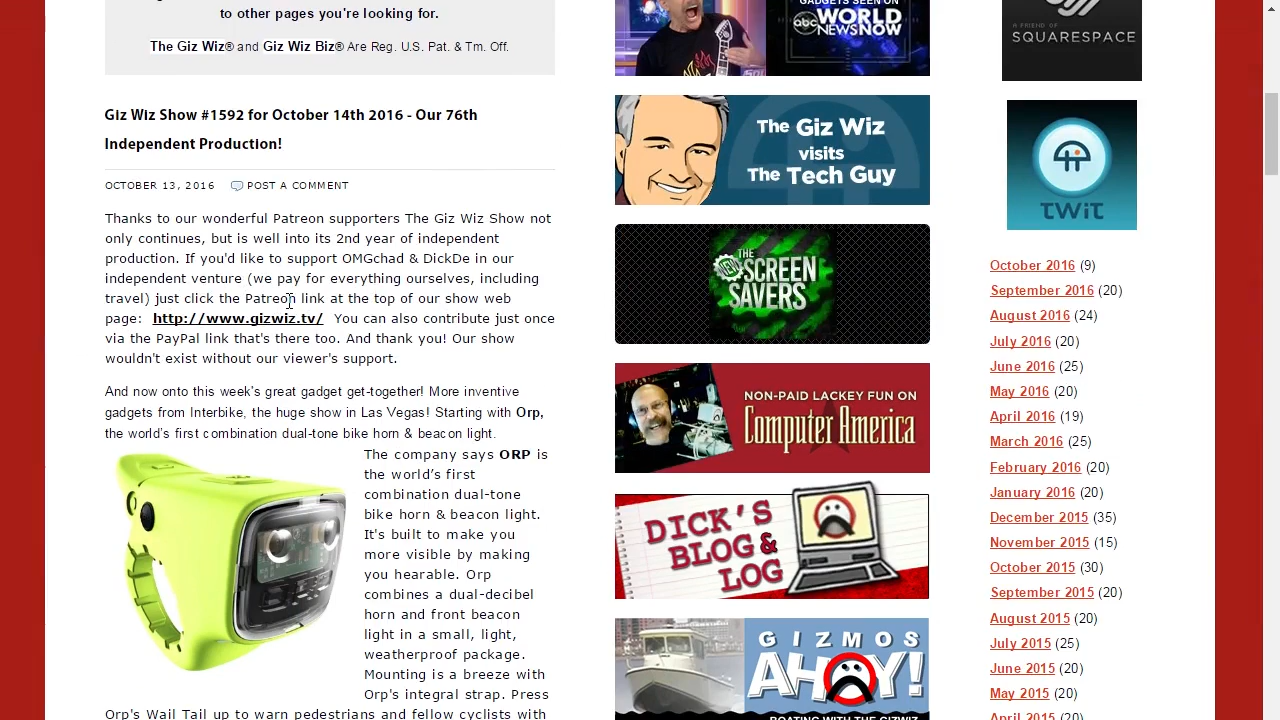 to other pages you're looking for.
The Giz Wiz® and Giz Wiz Biz® Are Reg. U.S. Pat. & Tm. Off.
Giz Wiz Show #1592 for October 14th 2016 - Our 76th
Independent Production!
OCTOBER 13, 2016 POST A COMMENT
Thanks to our wonderful Patreon supporters The Giz Wiz Show not
only continues, but is well into its 2nd year of independent
production. If you'd like to support OMGchad & DickDe in our
independent venture (we pay for everything ourselves, including
travel) just click the Patreon link at the top of our show web
page: http://www.gizwiz.tv/ You can also contribute just once
via the PayPal link that's there too. And thank you! Our show
wouldn't exist without our viewer's support.
And now onto this week's great gadget get-together! More inventive
gadgets from Interbike, the huge show in Las Vegas. Starting with Orp,
the world's first combination dual-tone bike horn & beacon light.
The company says ORP is
the world's first
combination dual-tone
bike horn & beacon light.
It's built to make you
more visible by making
you hearable. Orp
combines a dual-decibel
horn and front beacon
light in a small, light,
weatherproof package.
Mounting is a breeze with
Orp's integral strap. Press
Orp's Wail Tail to warn pedestrians and fellow cyclists with
GADGETS SEEN ON
abc WORLD
NEWS NOW
The Giz Wiz
visits
The Tech Guy
THE
NEW
SCREEN
SAVERS
NON-PAID LACKEY FUN ON
Computer America
DICK'S
BLOG &
LOG
GIZMOS
AHOY!
BOATING WITH THE GIZWIZ
A FRIEND OF
SQUARESPACE
TWiT
October 2016 (9)
September 2016 (20)
August 2016 (24)
July 2016 (20)
June 2016 (25)
May 2016 (20)
April 2016 (19)
March 2016 (25)
February 2016 (20)
January 2016 (20)
December 2015 (35)
November 2015 (15)
October 2015 (30)
September 2015 (20)
August 2015 (20)
July 2015 (25)
June 2015 (20)
May 2015 (20)
April 2015